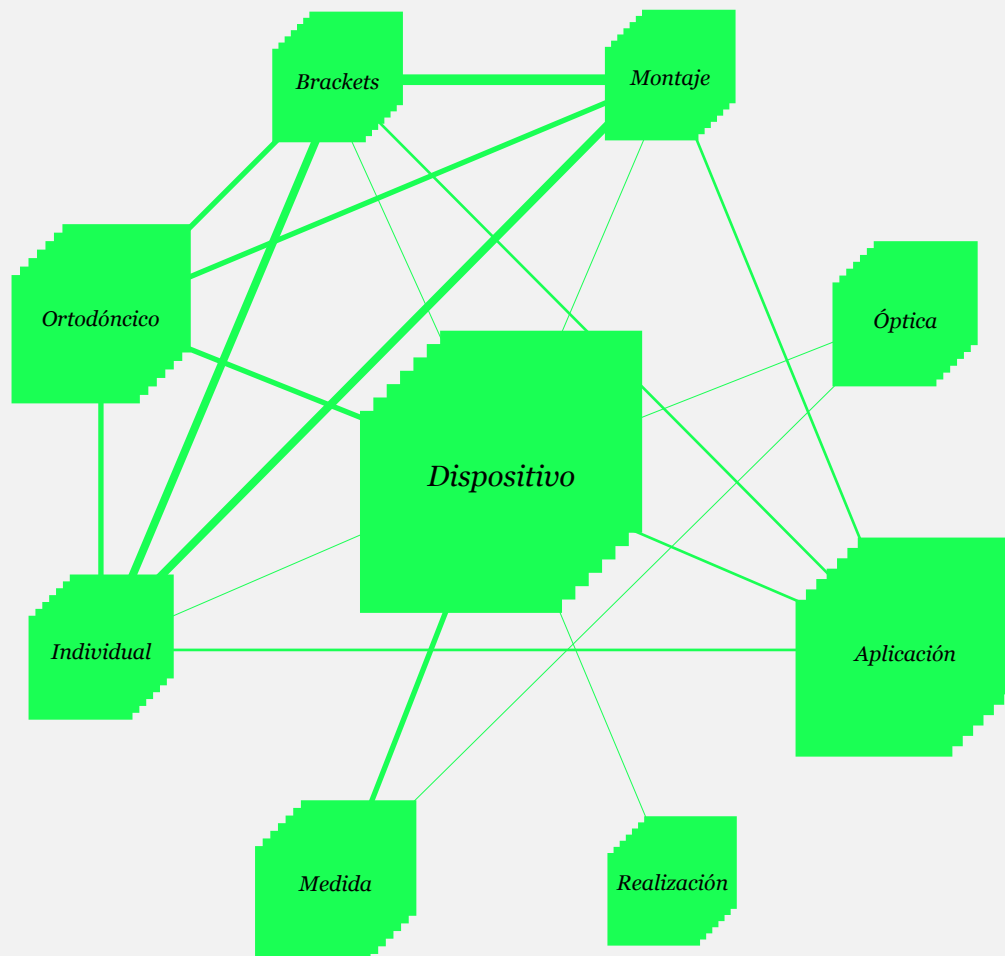 Brackets
Montaje
Ortodóncico
Óptica
Dispositivo
Individual
Aplicación
Medida
Realización